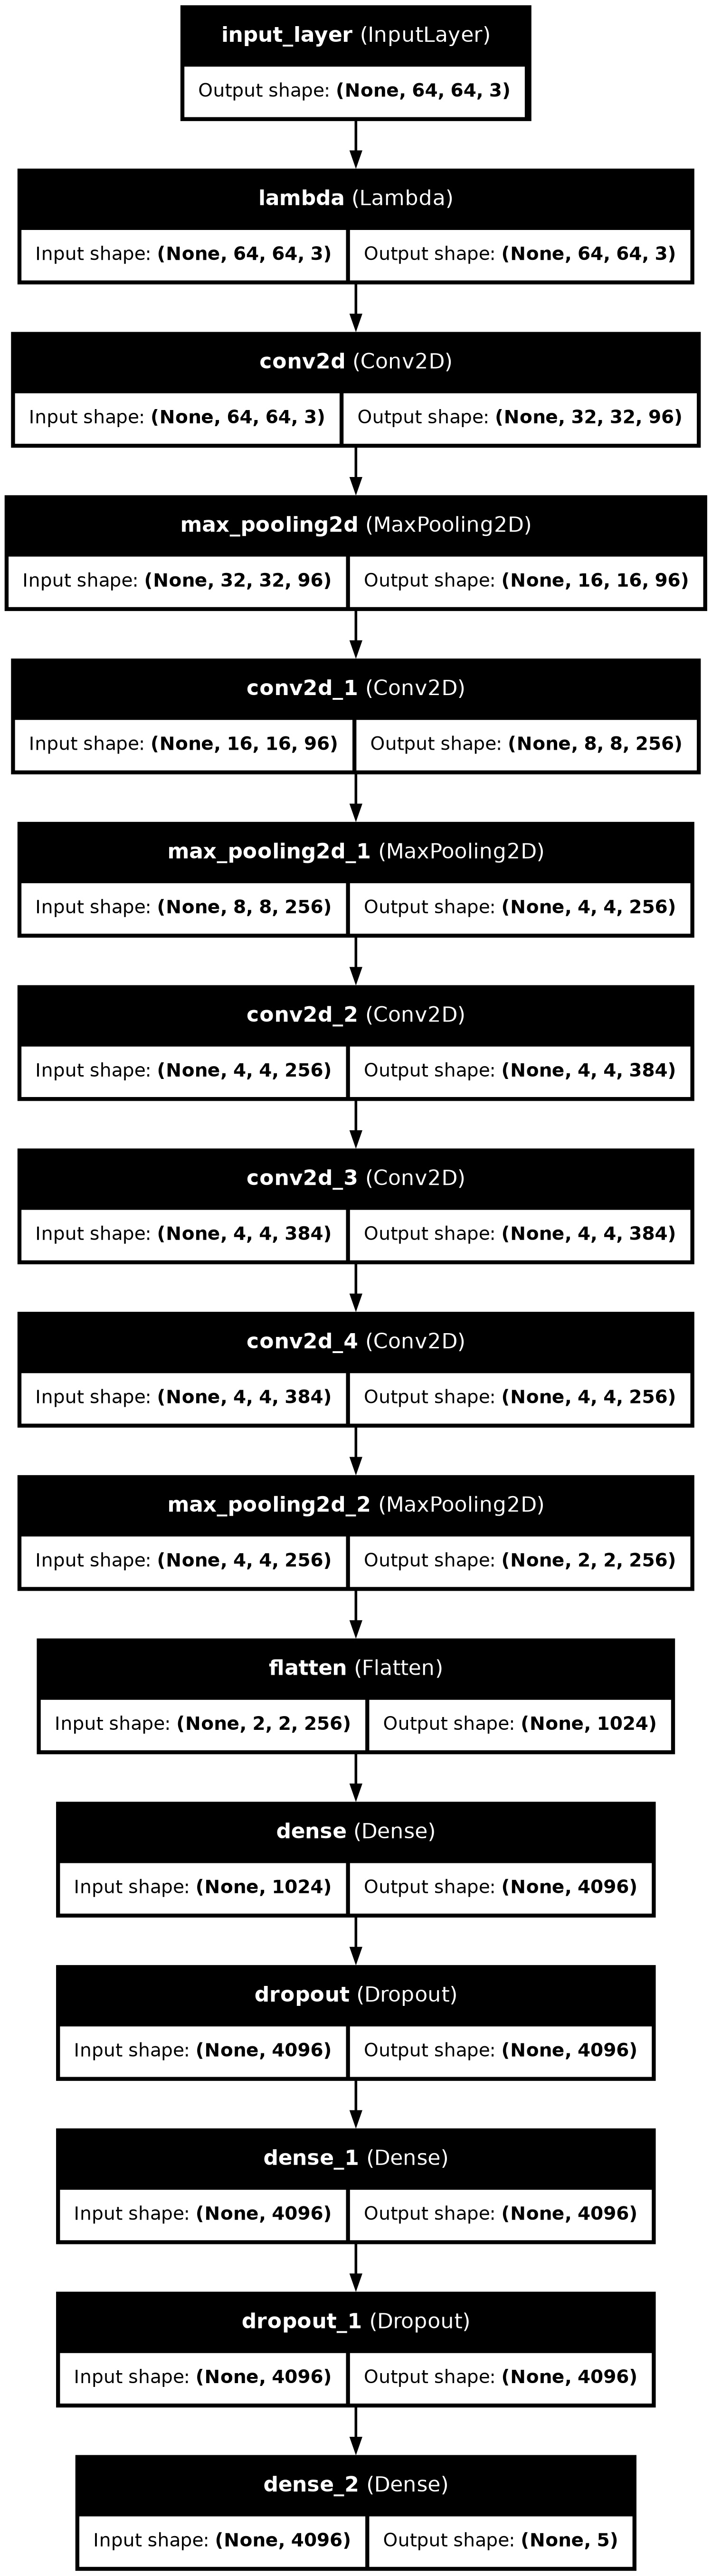 input_layer (InputLayer)
Output shape: (None, 64, 64, 3)
lambda (Lambda)
Input shape: (None, 64, 64, 3) Output shape: (None, 64, 64, 3)
conv2d (Conv2D)
Input shape: (None, 64, 64, 3) Output shape: (None, 32, 32, 96)
max_pooling2d (MaxPooling2D)
Input shape: (None, 32, 32, 96) Output shape: (None, 16, 16, 96)
conv2d_1 (Conv2D)
Input shape: (None, 16, 16, 96) Output shape: (None, 8, 8, 256)
max_pooling2d_1 (MaxPooling2D)
Input shape: (None, 8, 8, 256) Output shape: (None, 4, 4, 256)
conv2d_2 (Conv2D)
Input shape: (None, 4, 4, 256) Output shape: (None, 4, 4, 384)
conv2d_3 (Conv2D)
Input shape: (None, 4, 4, 384) Output shape: (None, 4, 4, 384)
conv2d_4 (Conv2D)
Input shape: (None, 4, 4, 384) Output shape: (None, 4, 4, 256)
max_pooling2d_2 (MaxPooling2D)
Input shape: (None, 4, 4, 256) Output shape: (None, 2, 2, 256)
flatten (Flatten)
Input shape: (None, 2, 2, 256) Output shape: (None, 1024)
dense (Dense)
Input shape: (None, 1024) Output shape: (None, 4096)
dropout (Dropout)
Input shape: (None, 4096) Output shape: (None, 4096)
dense_1 (Dense)
Input shape: (None, 4096) Output shape: (None, 4096)
dropout_1 (Dropout)
Input shape: (None, 4096) Output shape: (None, 4096)
dense_2 (Dense)
Input shape: (None, 4096) Output shape: (None, 5)